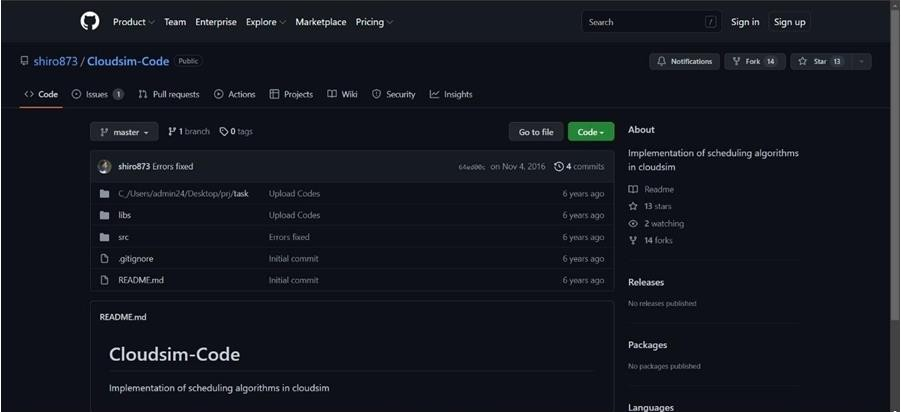 Product Team Enterprise Explore Marketplace Pricing Search / Sign in Sign up
shiro873 / Cloudsim-Code Public Notifications Fork 14 Star 13
Code Issues 1 Pull requests Actions Projects Wiki Security Insights
master 1 branch 0 tags Go to file Code
About
Implementation of scheduling algorithms
in cloudsim
shiro873 Errors fixed 64ed00c on Nov 4, 2016 4 commits
C_/Users/admin24/Desktop/prj/task Upload Codes 6 years ago
libs Upload Codes 6 years ago
src Errors fixed 6 years ago
.gitignore Initial commit 6 years ago
README.md Initial commit 6 years ago
Readme
13 stars
2 watching
14 forks
Releases
No releases published
Packages
No packages published
Languages
README.md
Cloudsim-Code
Implementation of scheduling algorithms in cloudsim